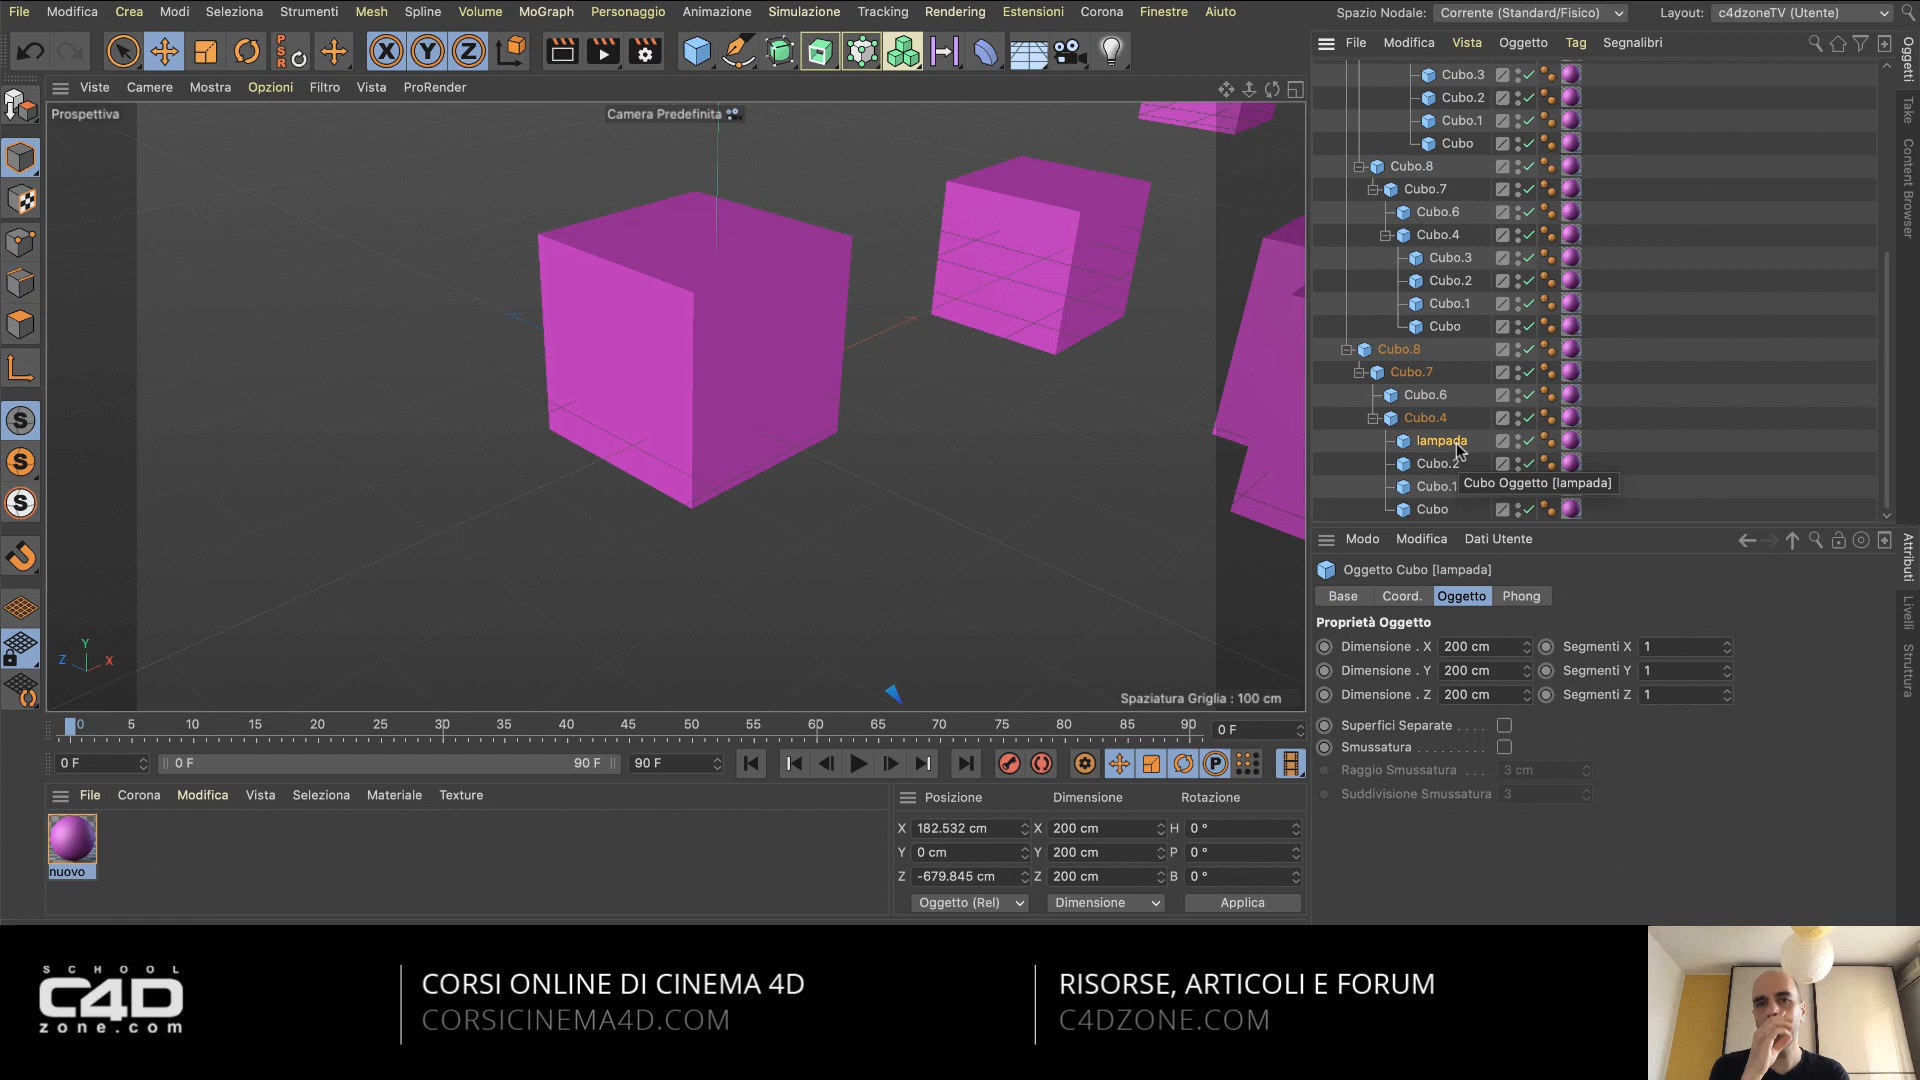 File Modifica Crea Modi Seleziona Strumenti Mesh Spline Volume MoGraph Personaggio Animazione Simulazione Tracking Rendering Estensioni Corona Finestre Aiuto
Spazio Nodale: Corrente (Standard/Fisico) Layout: c4dzoneTV (Utente)
PSR X Y Z
File Modifica Vista Oggetto Tag Segnalibri
Viste Camere Mostra Opzioni Filtro Vista ProRender
Prospettiva
Camera Predefinita
Cubo.3
Cubo.2
Cubo.1
Cubo
Cubo.8
Cubo.7
Cubo.6
Cubo.4
Cubo.3
Cubo.2
Cubo.1
Cubo
Cubo.8
Cubo.7
Cubo.6
Cubo.4
lampada
Cubo.2
Cubo.1
Cubo
Cubo Oggetto [lampada]
Oggetti
Take
Content Browser
Y
Z
X
Spaziatura Griglia : 100 cm
Modo Modifica Dati Utente
Oggetto Cubo [lampada]
Base Coord. Oggetto Phong
Proprietà Oggetto
Dimensione . X 200 cm Segmenti X 1
Dimensione . Y 200 cm Segmenti Y 1
Dimensione . Z 200 cm Segmenti Z 1
Superfici Separate . . . .
Smussatura . . . . . . . . .
Raggio Smussatura . . . 3 cm
Suddivisione Smussatura 3
Attributi
Livelli
Struttura
0 5 10 15 20 25 30 35 40 45 50 55 60 65 70 75 80 85 90 0 F
0 F 0 F 90 F 90 F P
File Corona Modifica Vista Seleziona Materiale Texture
nuovo
Posizione Dimensione Rotazione
X 182.532 cm X 200 cm H 0 °
Y 0 cm Y 200 cm P 0 °
Z -679.845 cm Z 200 cm B 0 °
Oggetto (Rel) Dimensione Applica
SCHOOL
C4D
zone.com
CORSI ONLINE DI CINEMA 4D
CORSICINEMA4D.COM
RISORSE, ARTICOLI E FORUM
C4DZONE.COM